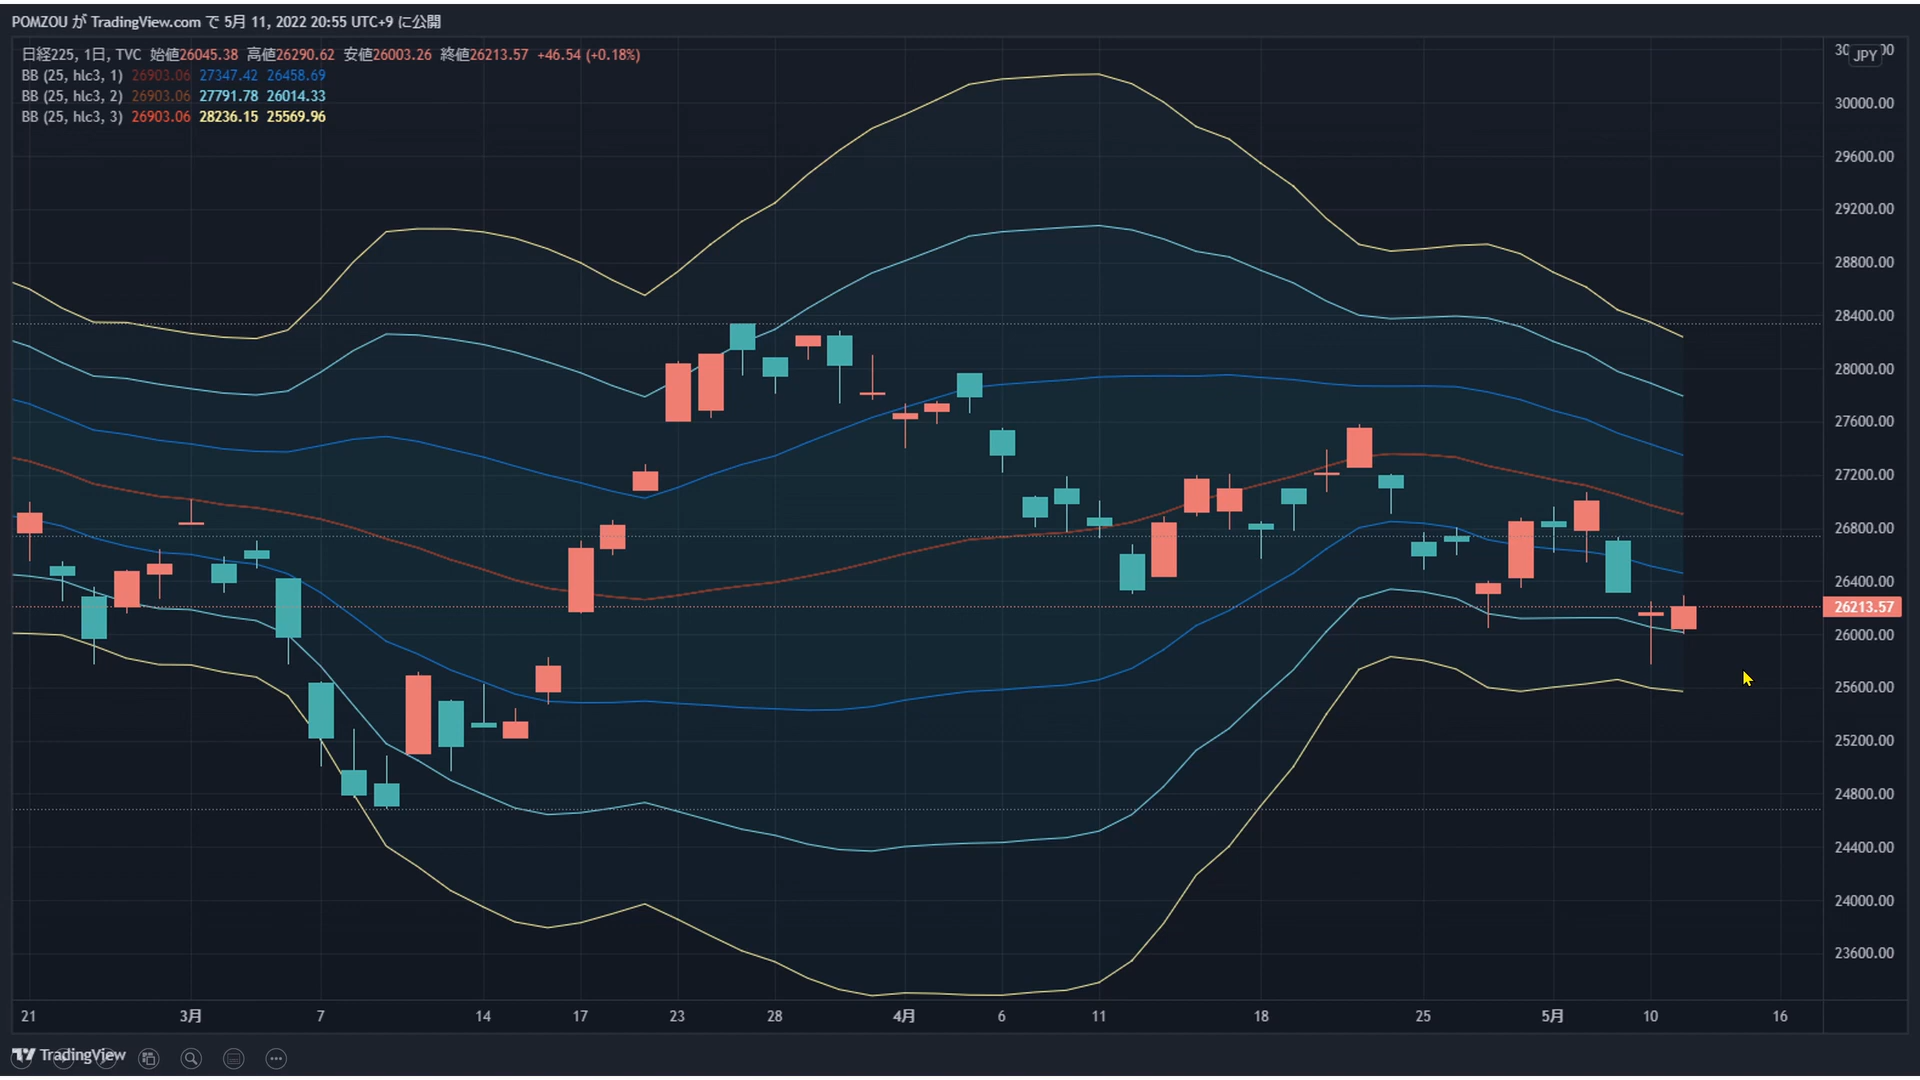 POMZOU が TradingView.com で 5月 11, 2022 20:55 UTC+9 に公開
日経225, 1日, TVC 始値26045.38 高値26290.62 安値26003.26 終値26213.57 +46.54 (+0.18%)
BB (25, hlc3, 1) 26903.06 27347.42 26458.69
BB (25, hlc3, 2) 26903.06 27791.78 26014.33
BB (25, hlc3, 3) 26903.06 28236.15 25569.96
JPY
30000.00
29600.00
29200.00
28800.00
28400.00
28000.00
27600.00
27200.00
26800.00
26400.00
26213.57
26000.00
25600.00
25200.00
24800.00
24400.00
24000.00
23600.00
21 3月 7 14 17 23 28 4月 6 11 18 25 5月 10 16
TradingView